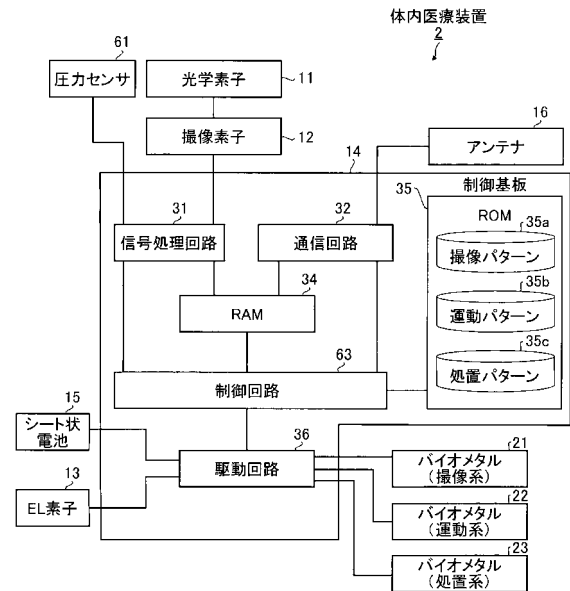 体内医療装置
2
61
圧力センサ
光学素子
11
撮像素子
12
16
アンテナ
14
制御基板
35
ROM
35a
撮像パターン
35b
運動パターン
35c
処置パターン
31
信号処理回路
32
通信回路
34
RAM
63
制御回路
15
シート状
電池
36
駆動回路
13
EL素子
21
バイオメタル
(撮像系)
22
バイオメタル
(運動系)
23
バイオメタル
(処置系)